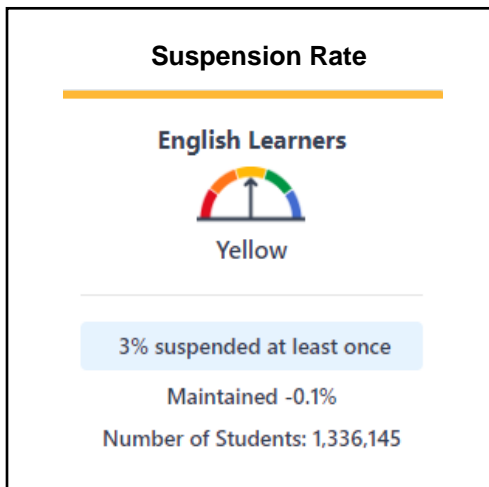 Suspension Rate
English Learners
Yellow
3% suspended at least once
Maintained -0.1%
Number of Students: 1,336,145